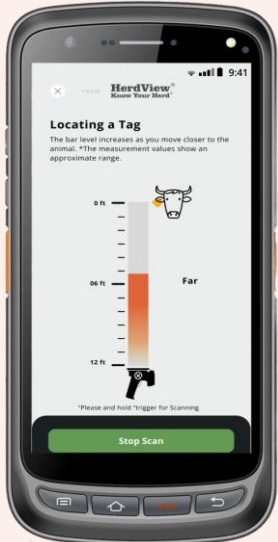 9:41
HerdView®
Know Your Herd®
Locating a Tag
The bar level increases as you move closer to the
animal. *The measurement values show an
approximate range.
0 ft
06 ft
Far
12 ft
*Please and hold "trigger for Scanning
Stop Scan